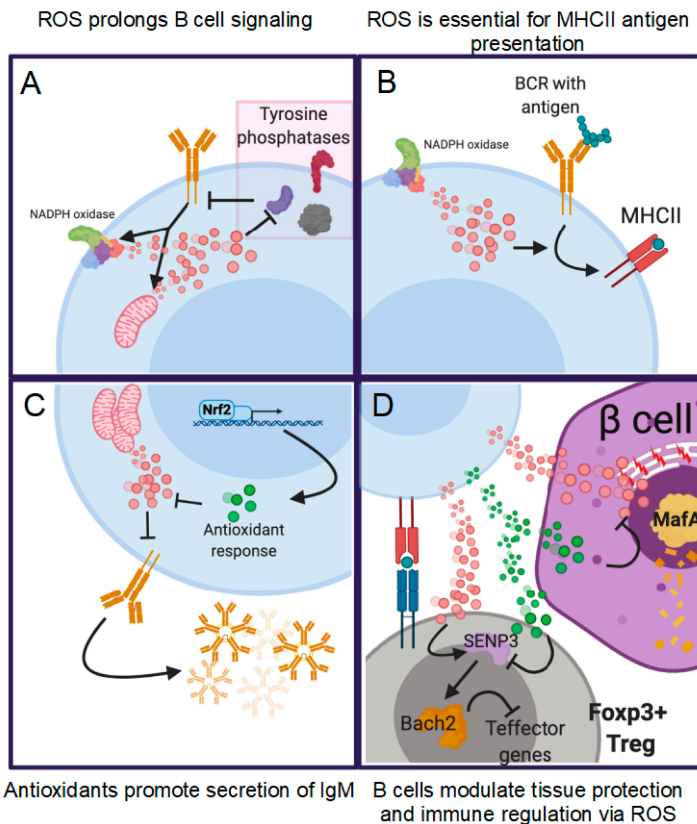 ROS prolongs B cell signaling
ROS is essential for MHCII antigen
presentation
A
Tyrosine
phosphatases
NADPH oxidase
B
BCR with
antigen
NADPH oxidase
MHCII
C
Nrf2
Antioxidant
response
D
β cell
MafA
SENP3
Bach2
Teffector
genes
Foxp3+
Treg
Antioxidants promote secretion of IgM
B cells modulate tissue protection
and immune regulation via ROS